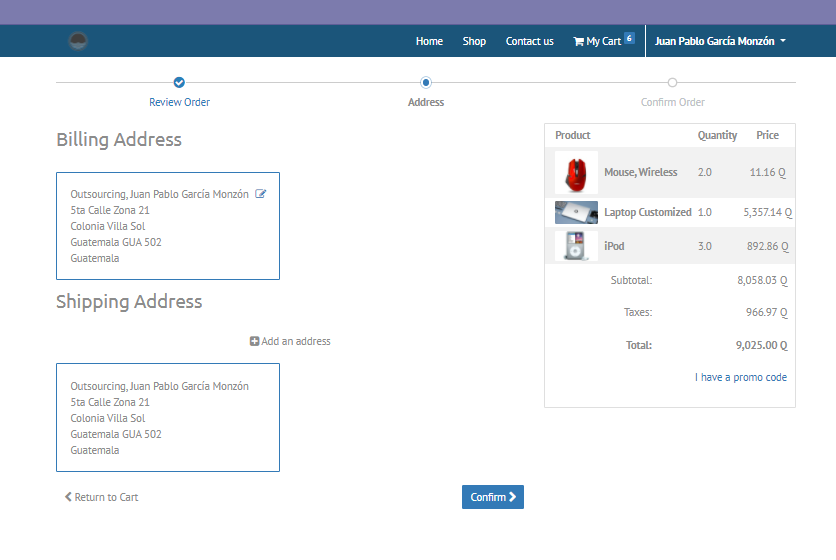 Home Shop Contact us My Cart 6 Juan Pablo García Monzón
Review Order Address Confirm Order
Billing Address
Outsourcing, Juan Pablo García Monzón
5ta Calle Zona 21
Colonia Villa Sol
Guatemala GUA 502
Guatemala
Shipping Address
Add an address
Outsourcing, Juan Pablo García Monzón
5ta Calle Zona 21
Colonia Villa Sol
Guatemala GUA 502
Guatemala
Return to Cart Confirm
Product Quantity Price
Mouse, Wireless 2.0 11.16 Q
Laptop Customized 1.0 5,357.14 Q
iPod 3.0 892.86 Q
Subtotal: 8,058.03 Q
Taxes: 966.97 Q
Total: 9,025.00 Q
I have a promo code